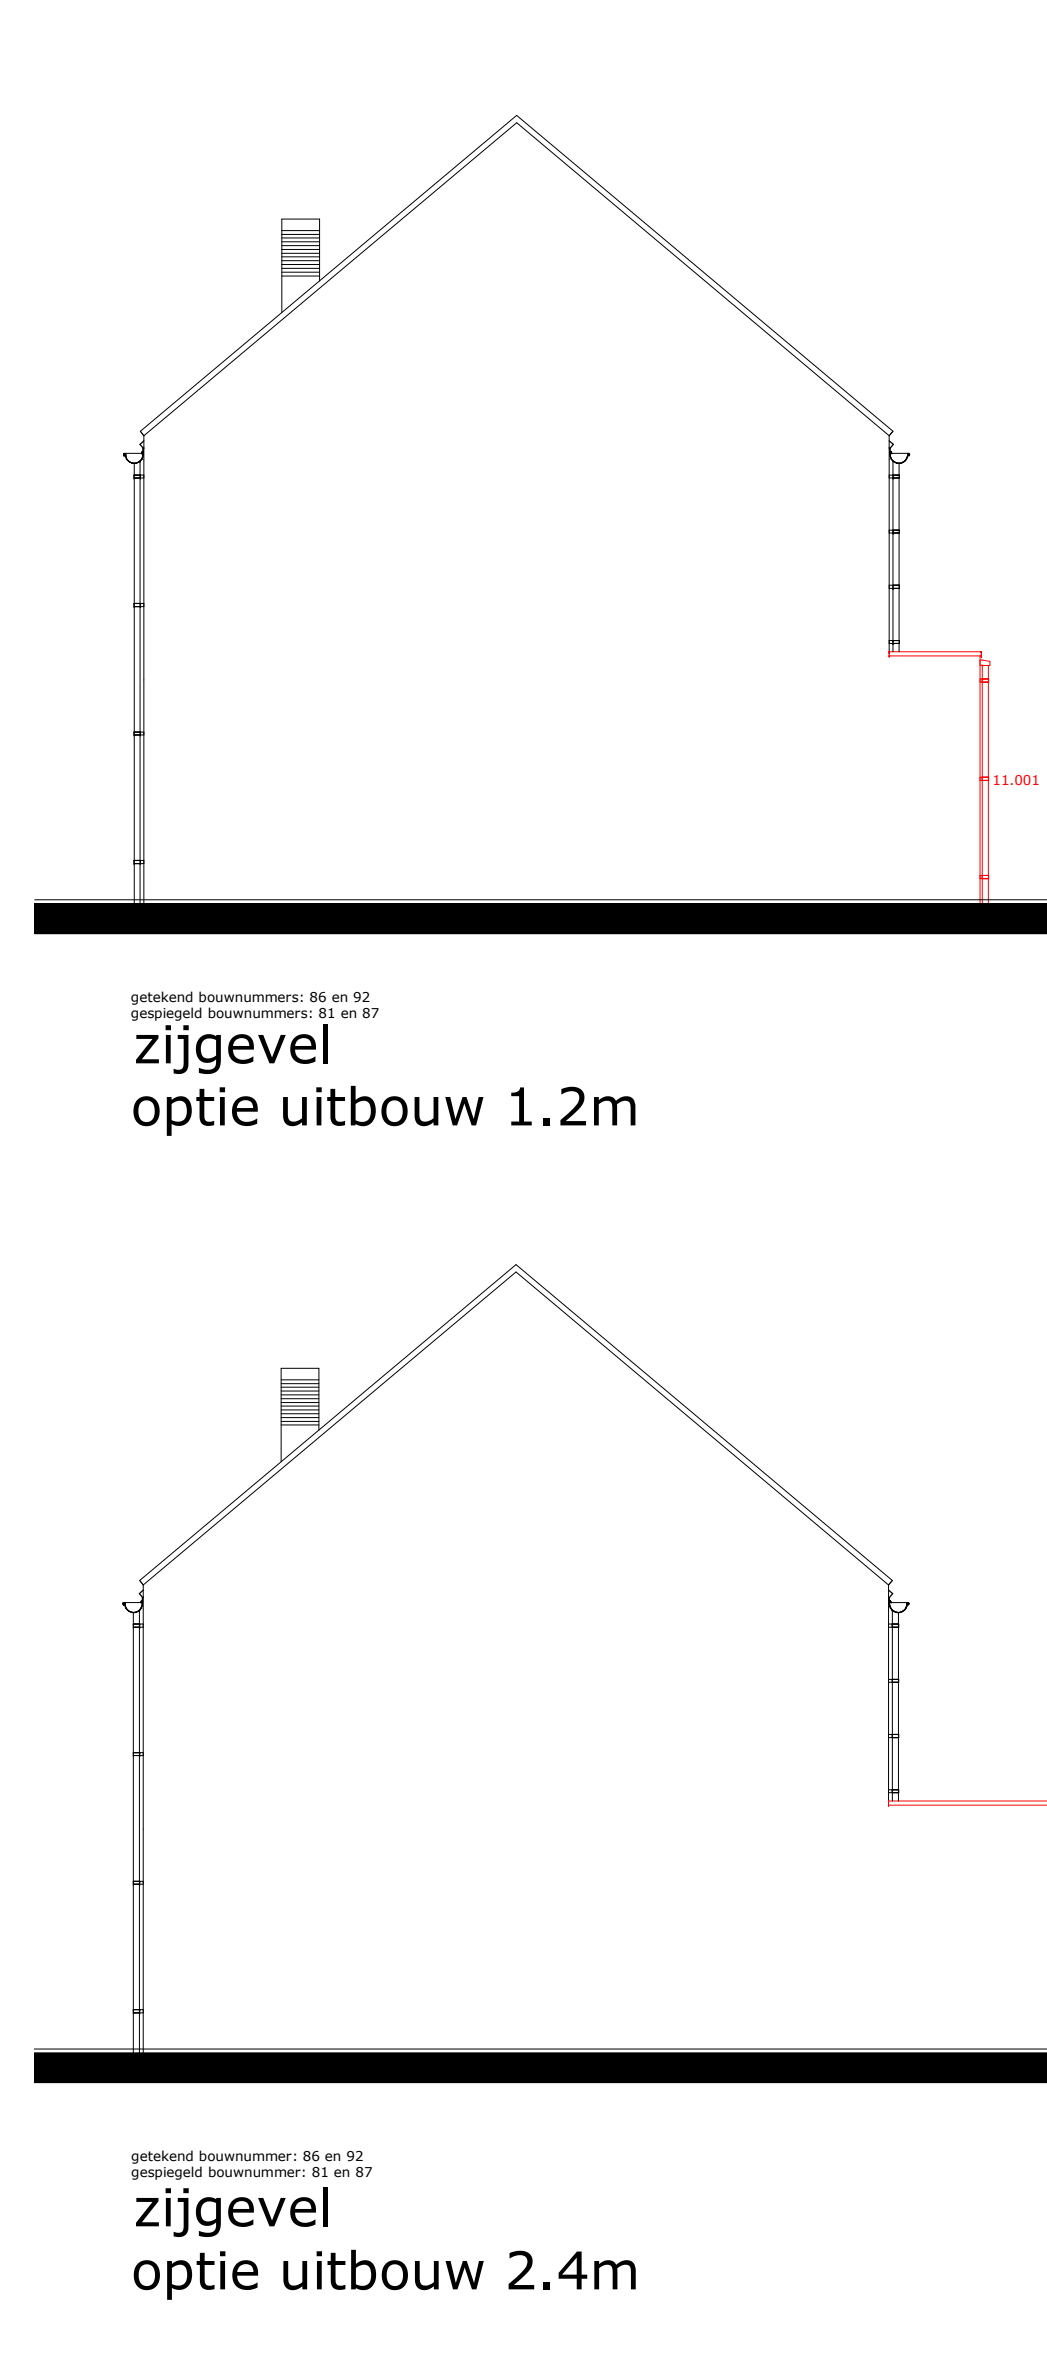 11.001
getekend bouwnummers: 86 en 92
gespiegeld bouwnummers: 81 en 87
zijgevel
optie uitbouw 1.2m
getekend bouwnummer: 86 en 92
gespiegeld bouwnummer: 81 en 87
zijgevel
optie uitbouw 2.4m